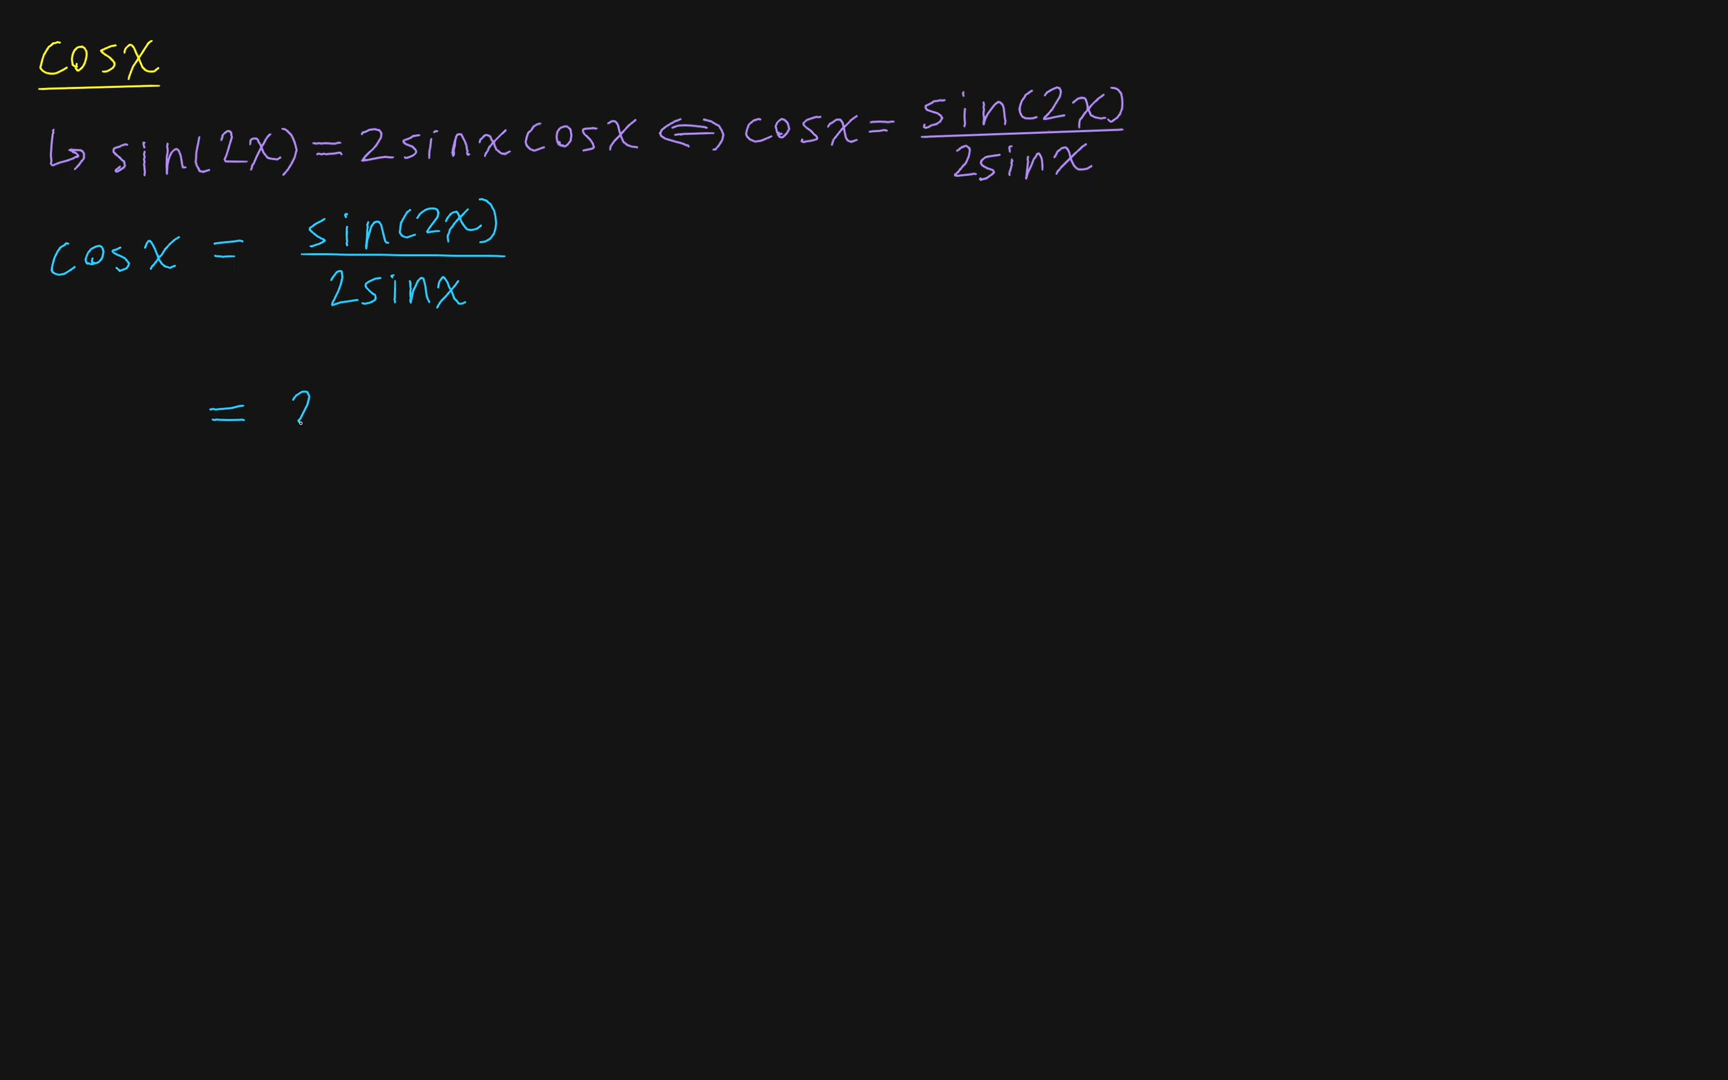 cosx
↳ sin(2x) = 2sinx cosx ⟺ cosx = sin(2x)/2sinx
cosx = sin(2x)/2sinx
= ?